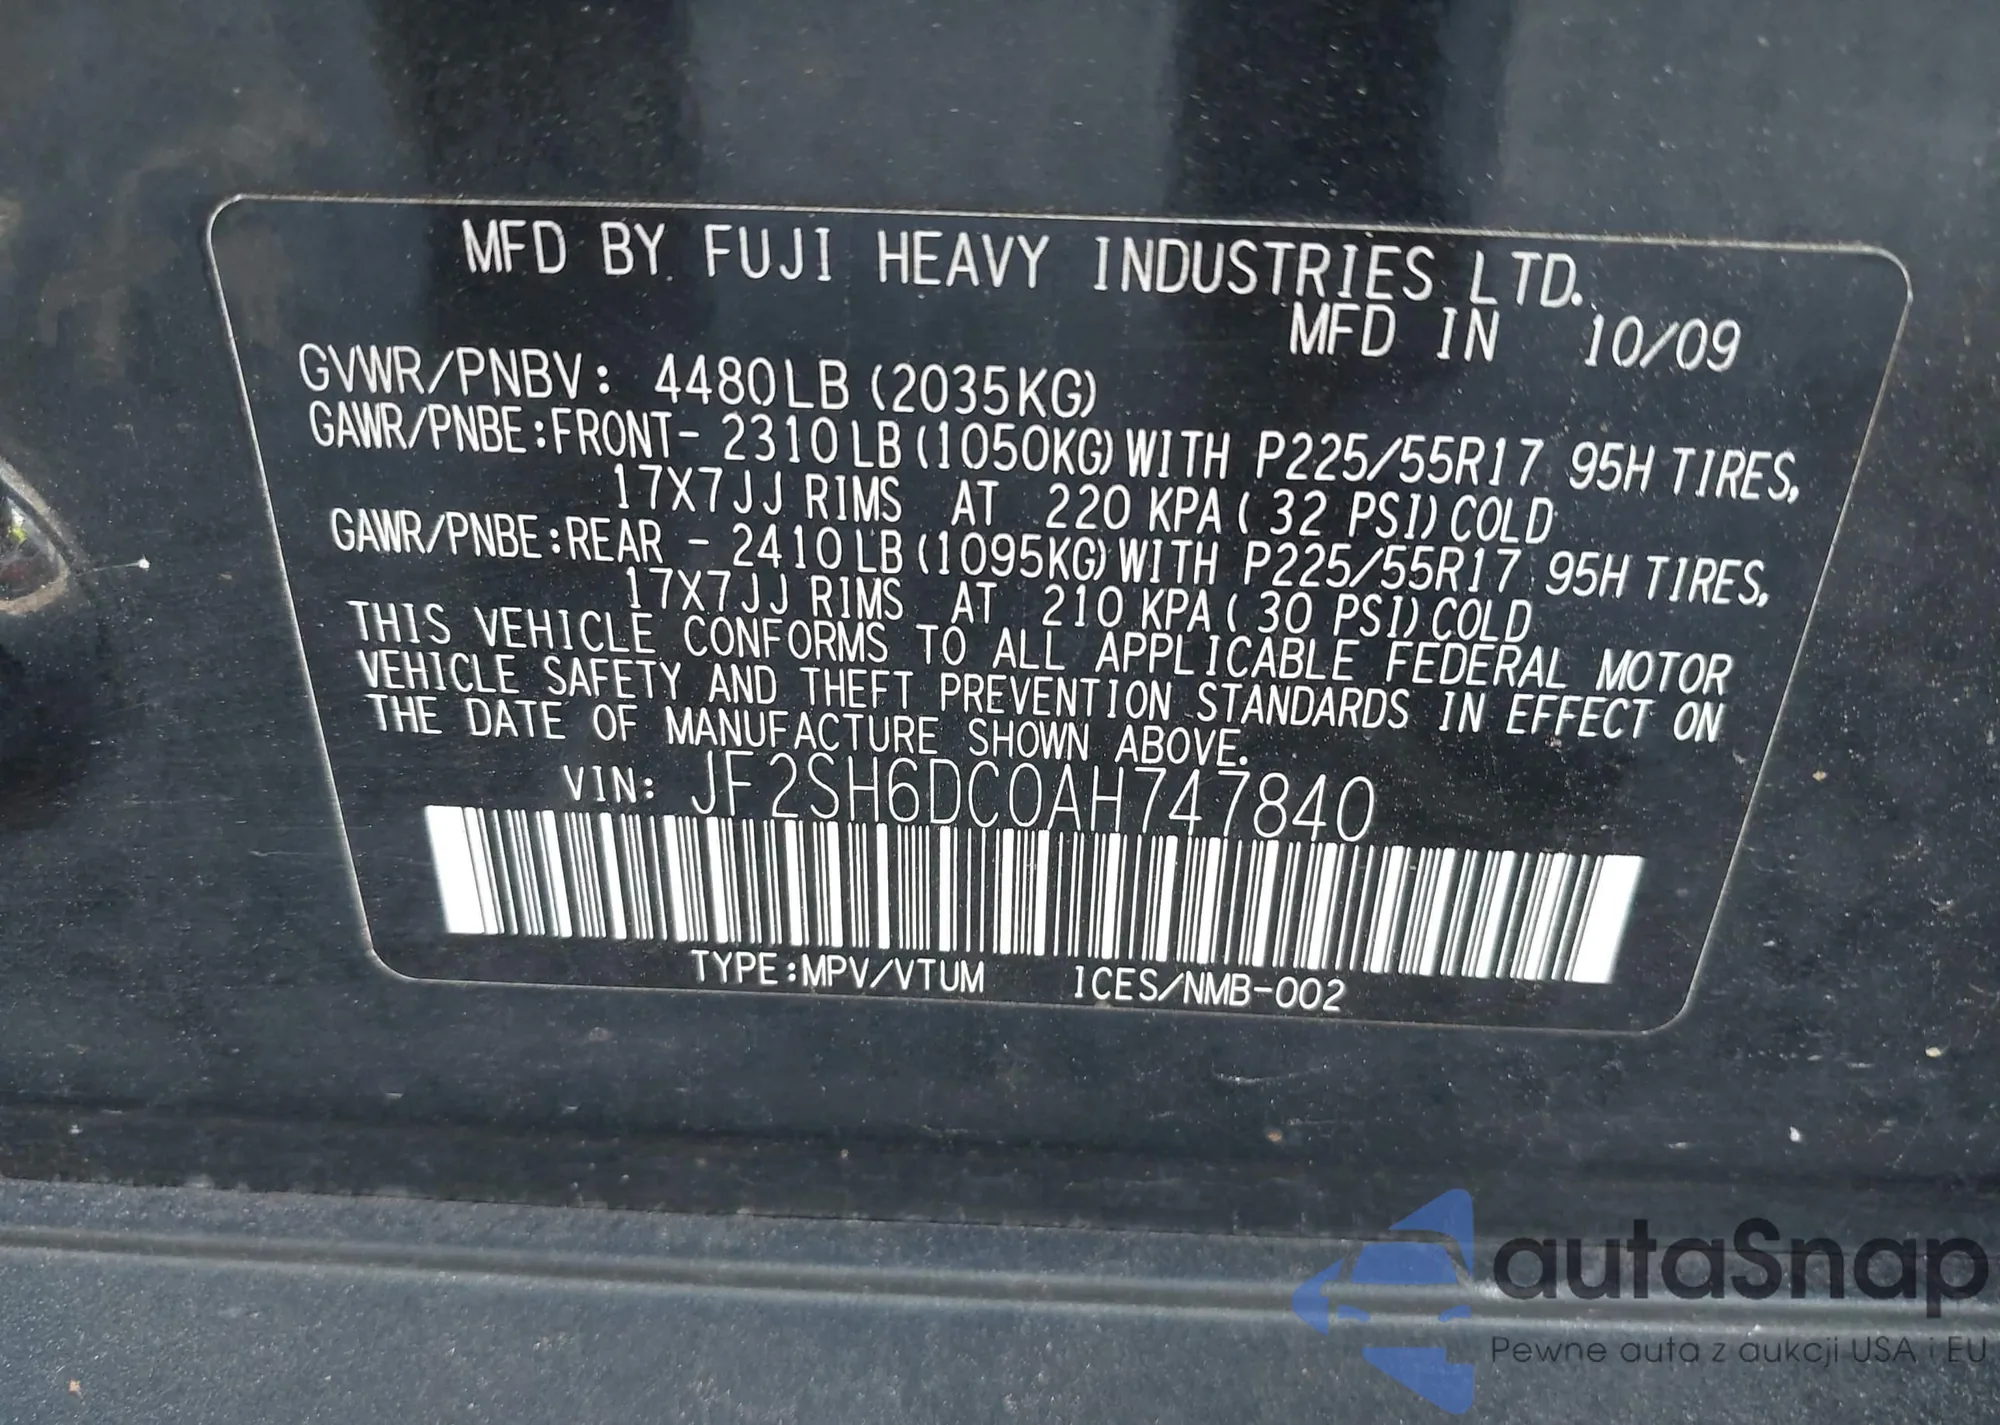 MFD BY FUJI HEAVY INDUSTRIES LTD.
MFD IN 10/09
GVWR/PNBV: 4480LB (2035KG)
GAWR/PNBE:FRONT- 2310LB(1050KG)WITH P225/55R17 95H TIRES,
17X7JJ RIMS AT 220 KPA( 32 PSI)COLD
GAWR/PNBE:REAR - 2410LB(1095KG)WITH P225/55R17 95H TIRES,
17X7JJ RIMS AT 210 KPA( 30 PSI)COLD
THIS VEHICLE CONFORMS TO ALL APPLICABLE FEDERAL MOTOR
VEHICLE SAFETY AND THEFT PREVENTION STANDARDS IN EFFECT ON
THE DATE OF MANUFACTURE SHOWN ABOVE.
VIN: JF2SH6DC0AH747840
TYPE:MPV/VTUM ICES/NMB-002
autaSnap
Pewne auta z aukcji USA i EU